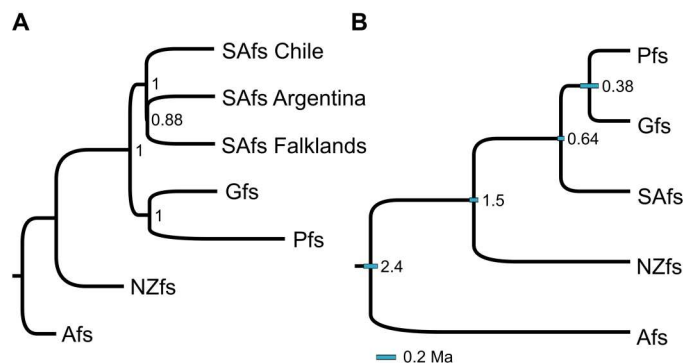 A
SAfs Chile
1
SAfs Argentina
0.88
SAfs Falklands
1
Gfs
1
Pfs
NZfs
Afs
B
Pfs
0.38
Gfs
0.64
SAfs
1.5
NZfs
2.4
Afs
0.2 Ma